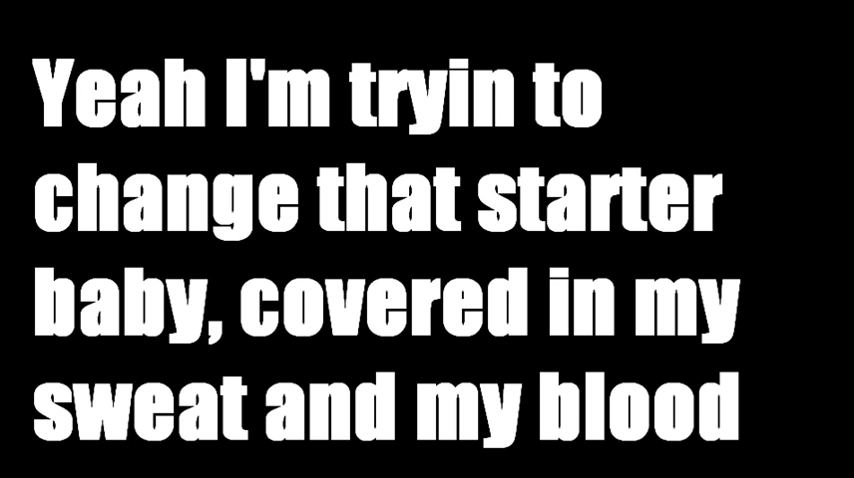 Yeah I'm tryin to
change that starter
baby, covered in my
sweat and my blood